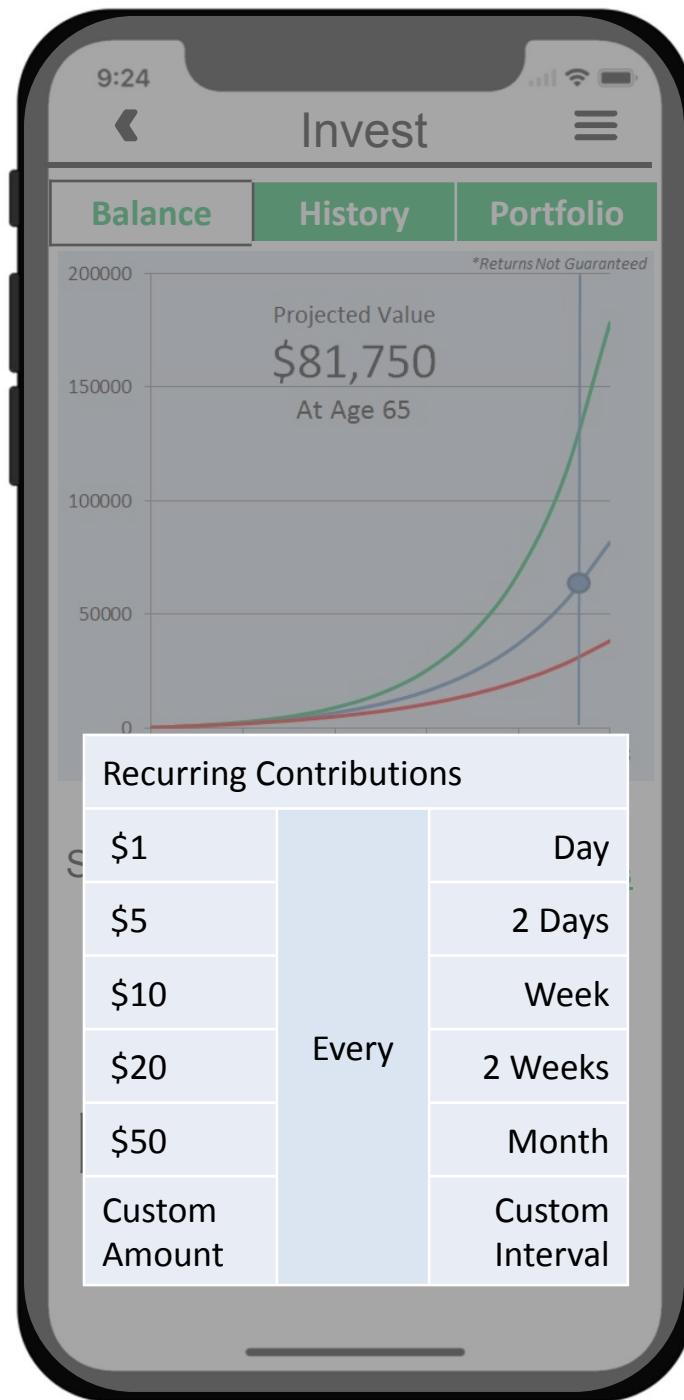 9:24
Invest
Balance History Portfolio
*Returns Not Guaranteed
200000
Projected Value
$81,750
At Age 65
150000
100000
50000
0
Recurring Contributions
$1 Day
$5 2 Days
$10 Week
Every
$20 2 Weeks
$50 Month
Custom Amount
Custom Interval